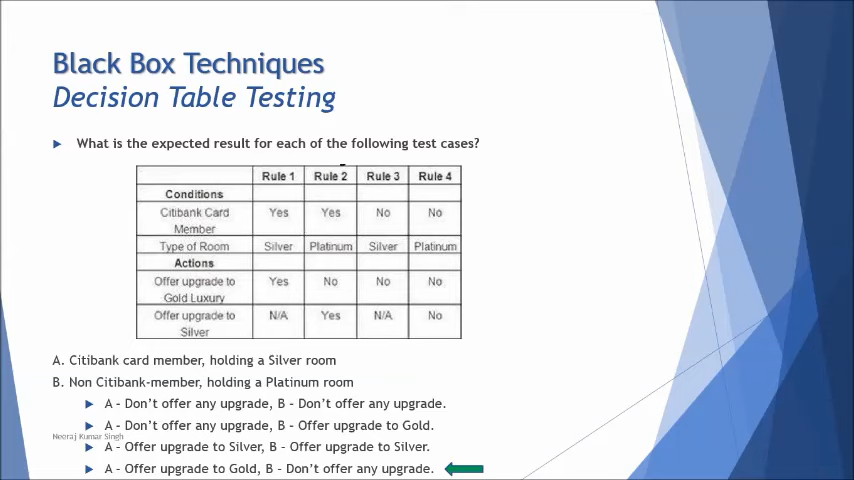 Black Box Techniques
Decision Table Testing
What is the expected result for each of the following test cases?
Rule 1 Rule 2 Rule 3 Rule 4
Conditions
Citibank Card Member Yes Yes No No
Type of Room Silver Platinum Silver Platinum
Actions
Offer upgrade to Gold Luxury Yes No No No
Offer upgrade to Silver N/A Yes N/A No
A. Citibank card member, holding a Silver room
B. Non Citibank-member, holding a Platinum room
A – Don't offer any upgrade, B – Don't offer any upgrade.
A – Don't offer any upgrade, B – Offer upgrade to Gold.
Neeraj Kumar Singh
A – Offer upgrade to Silver, B – Offer upgrade to Silver.
A – Offer upgrade to Gold, B – Don't offer any upgrade.